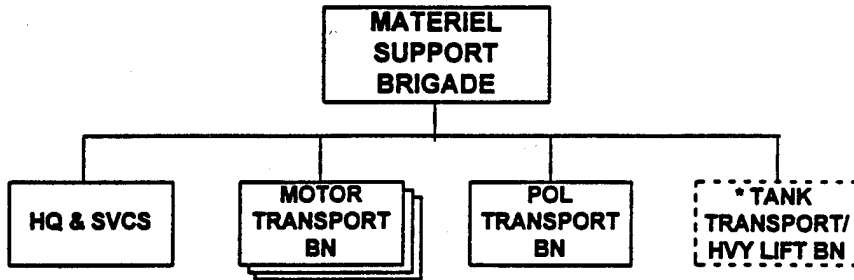 MATERIEL
SUPPORT
BRIGADE
HQ & SVCS
MOTOR
TRANSPORT
BN
POL
TRANSPORT
BN
* TANK
TRANSPORT/
HVY LIFT BN